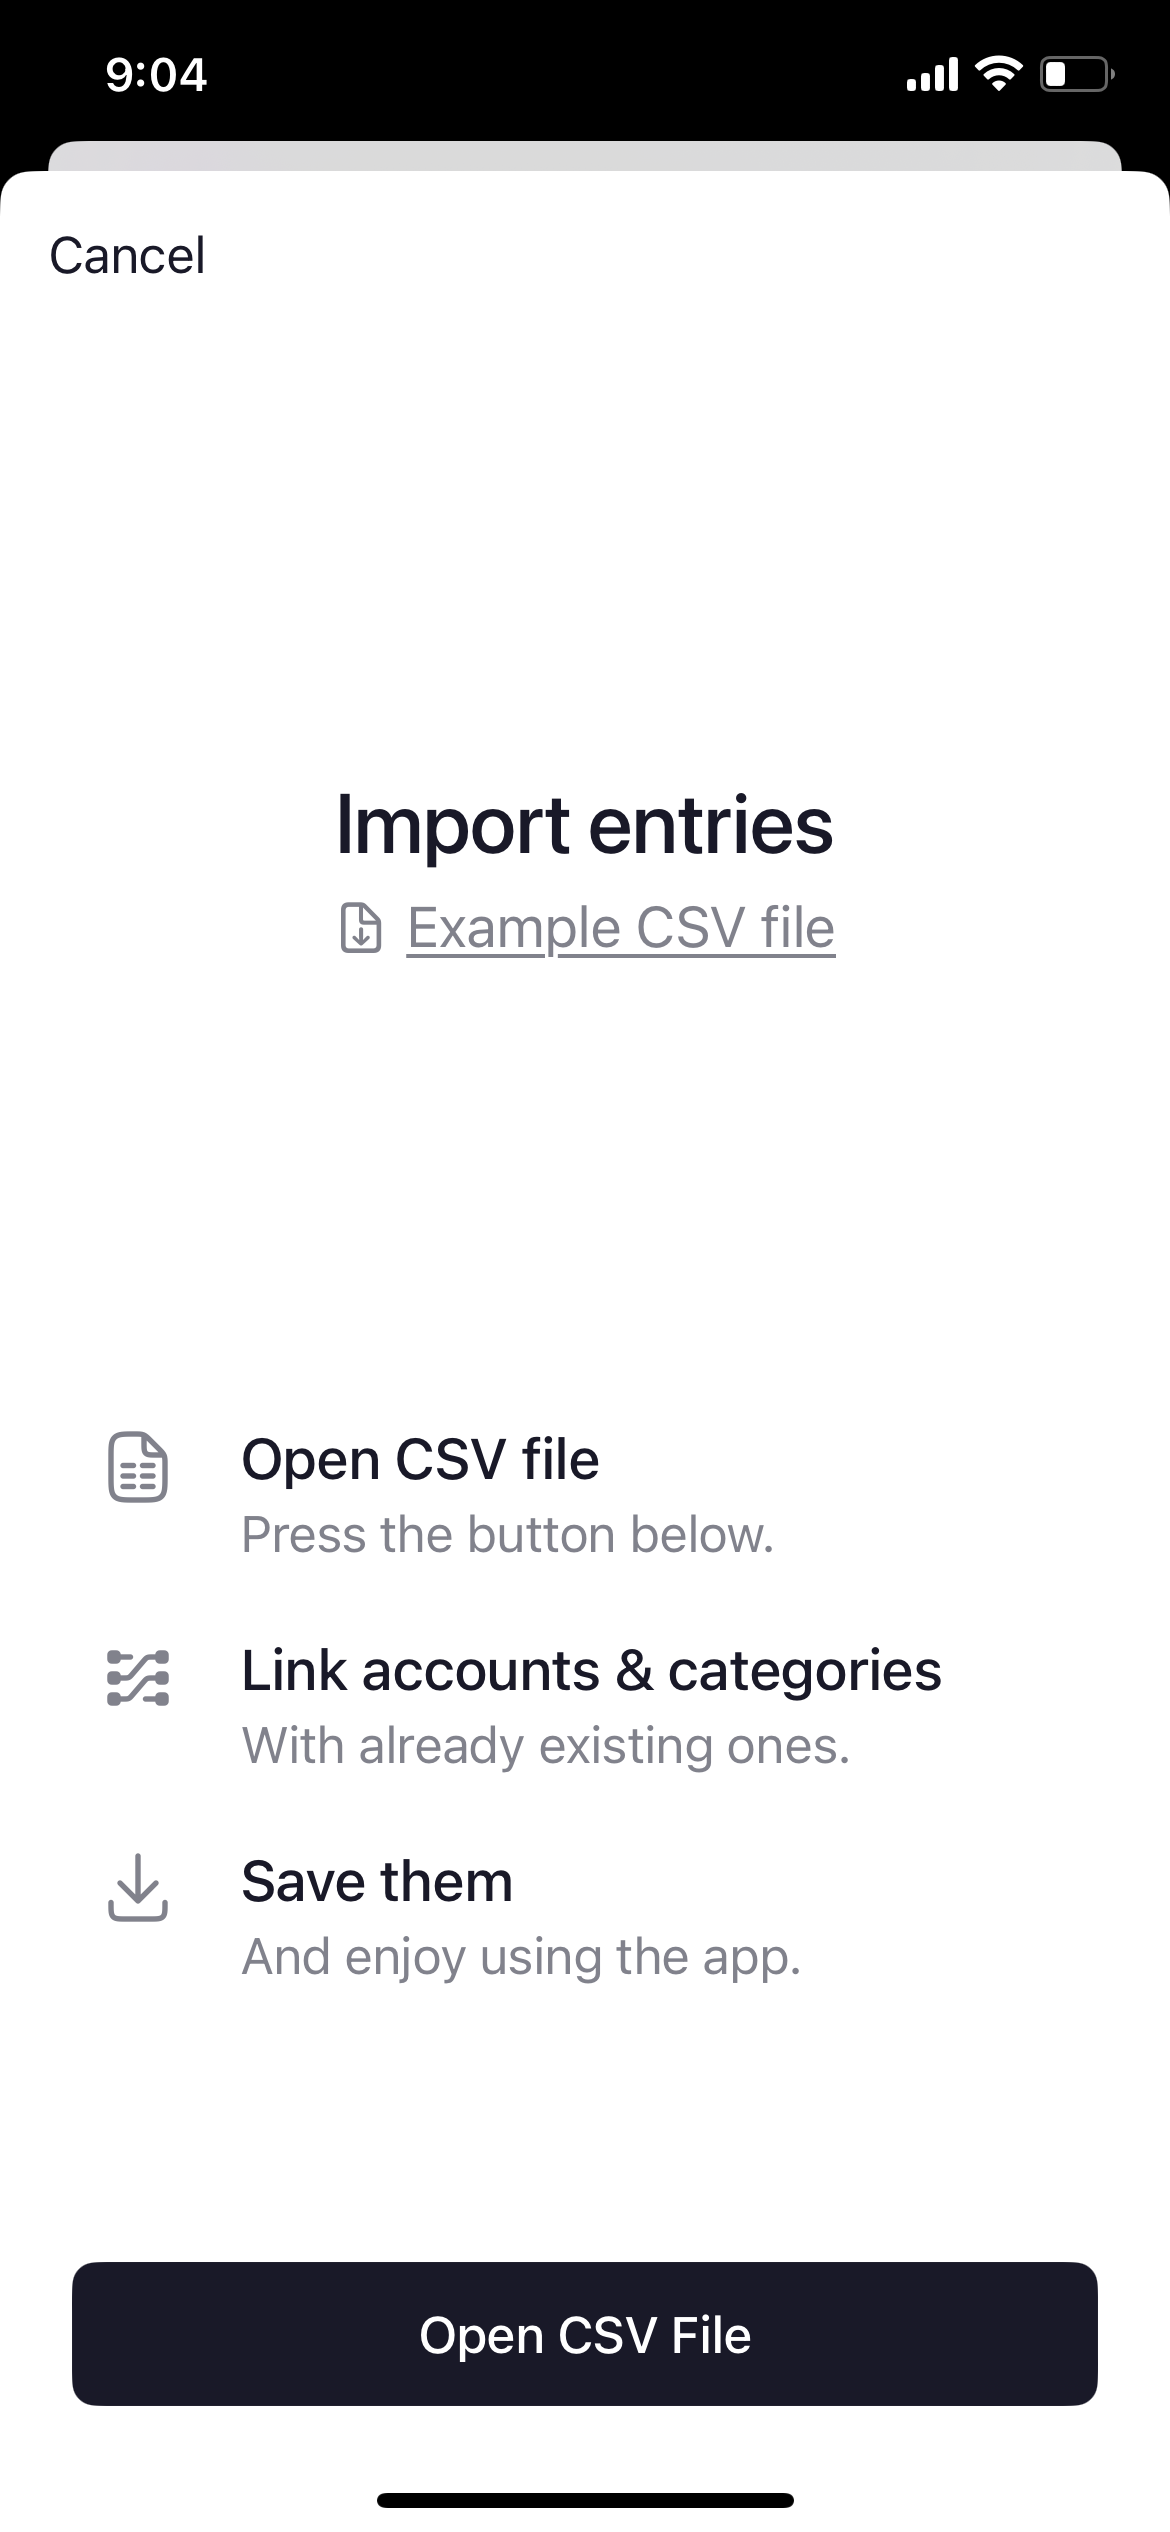 9:04
Cancel
Import entries
Example CSV file
Open CSV file
Press the button below.
Link accounts & categories
With already existing ones.
Save them
And enjoy using the app.
Open CSV File